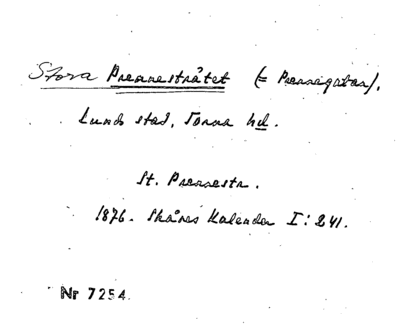 Stora Prennesträtet (= Prennegatan).
Lunds stad, Torna hd.
St. Prennestr.
1876. Skånes Kalender I: 241.
Nr 7254.